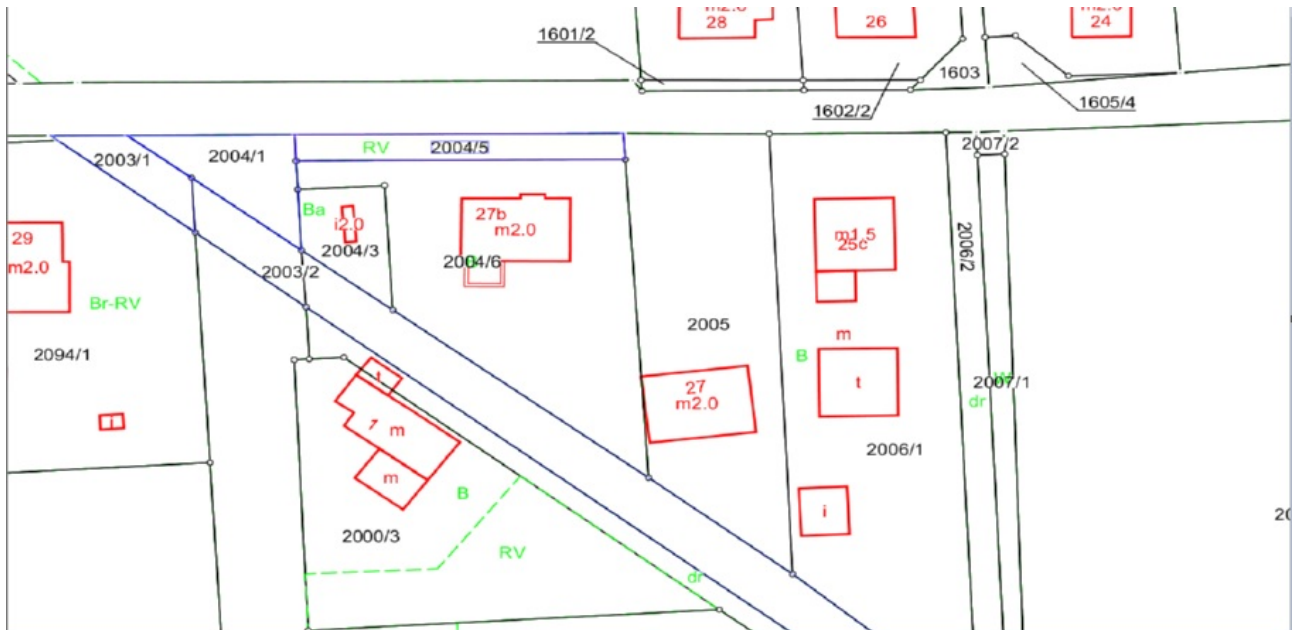 m2.0
28
26
m2.0
24
1601/2
1603
1602/2
1605/4
2003/1
2004/1
RV
2004/5
2007/2
Ba
i2.0
27b
m2.0
2004/3
2004/6
29
m2.0
m1.5
25c
2006/2
2003/2
Br-RV
2005
m
2094/1
B
t
2007/1
27
m2.0
dr
i
1
m
2006/1
m
B
i
2000/3
RV
dr